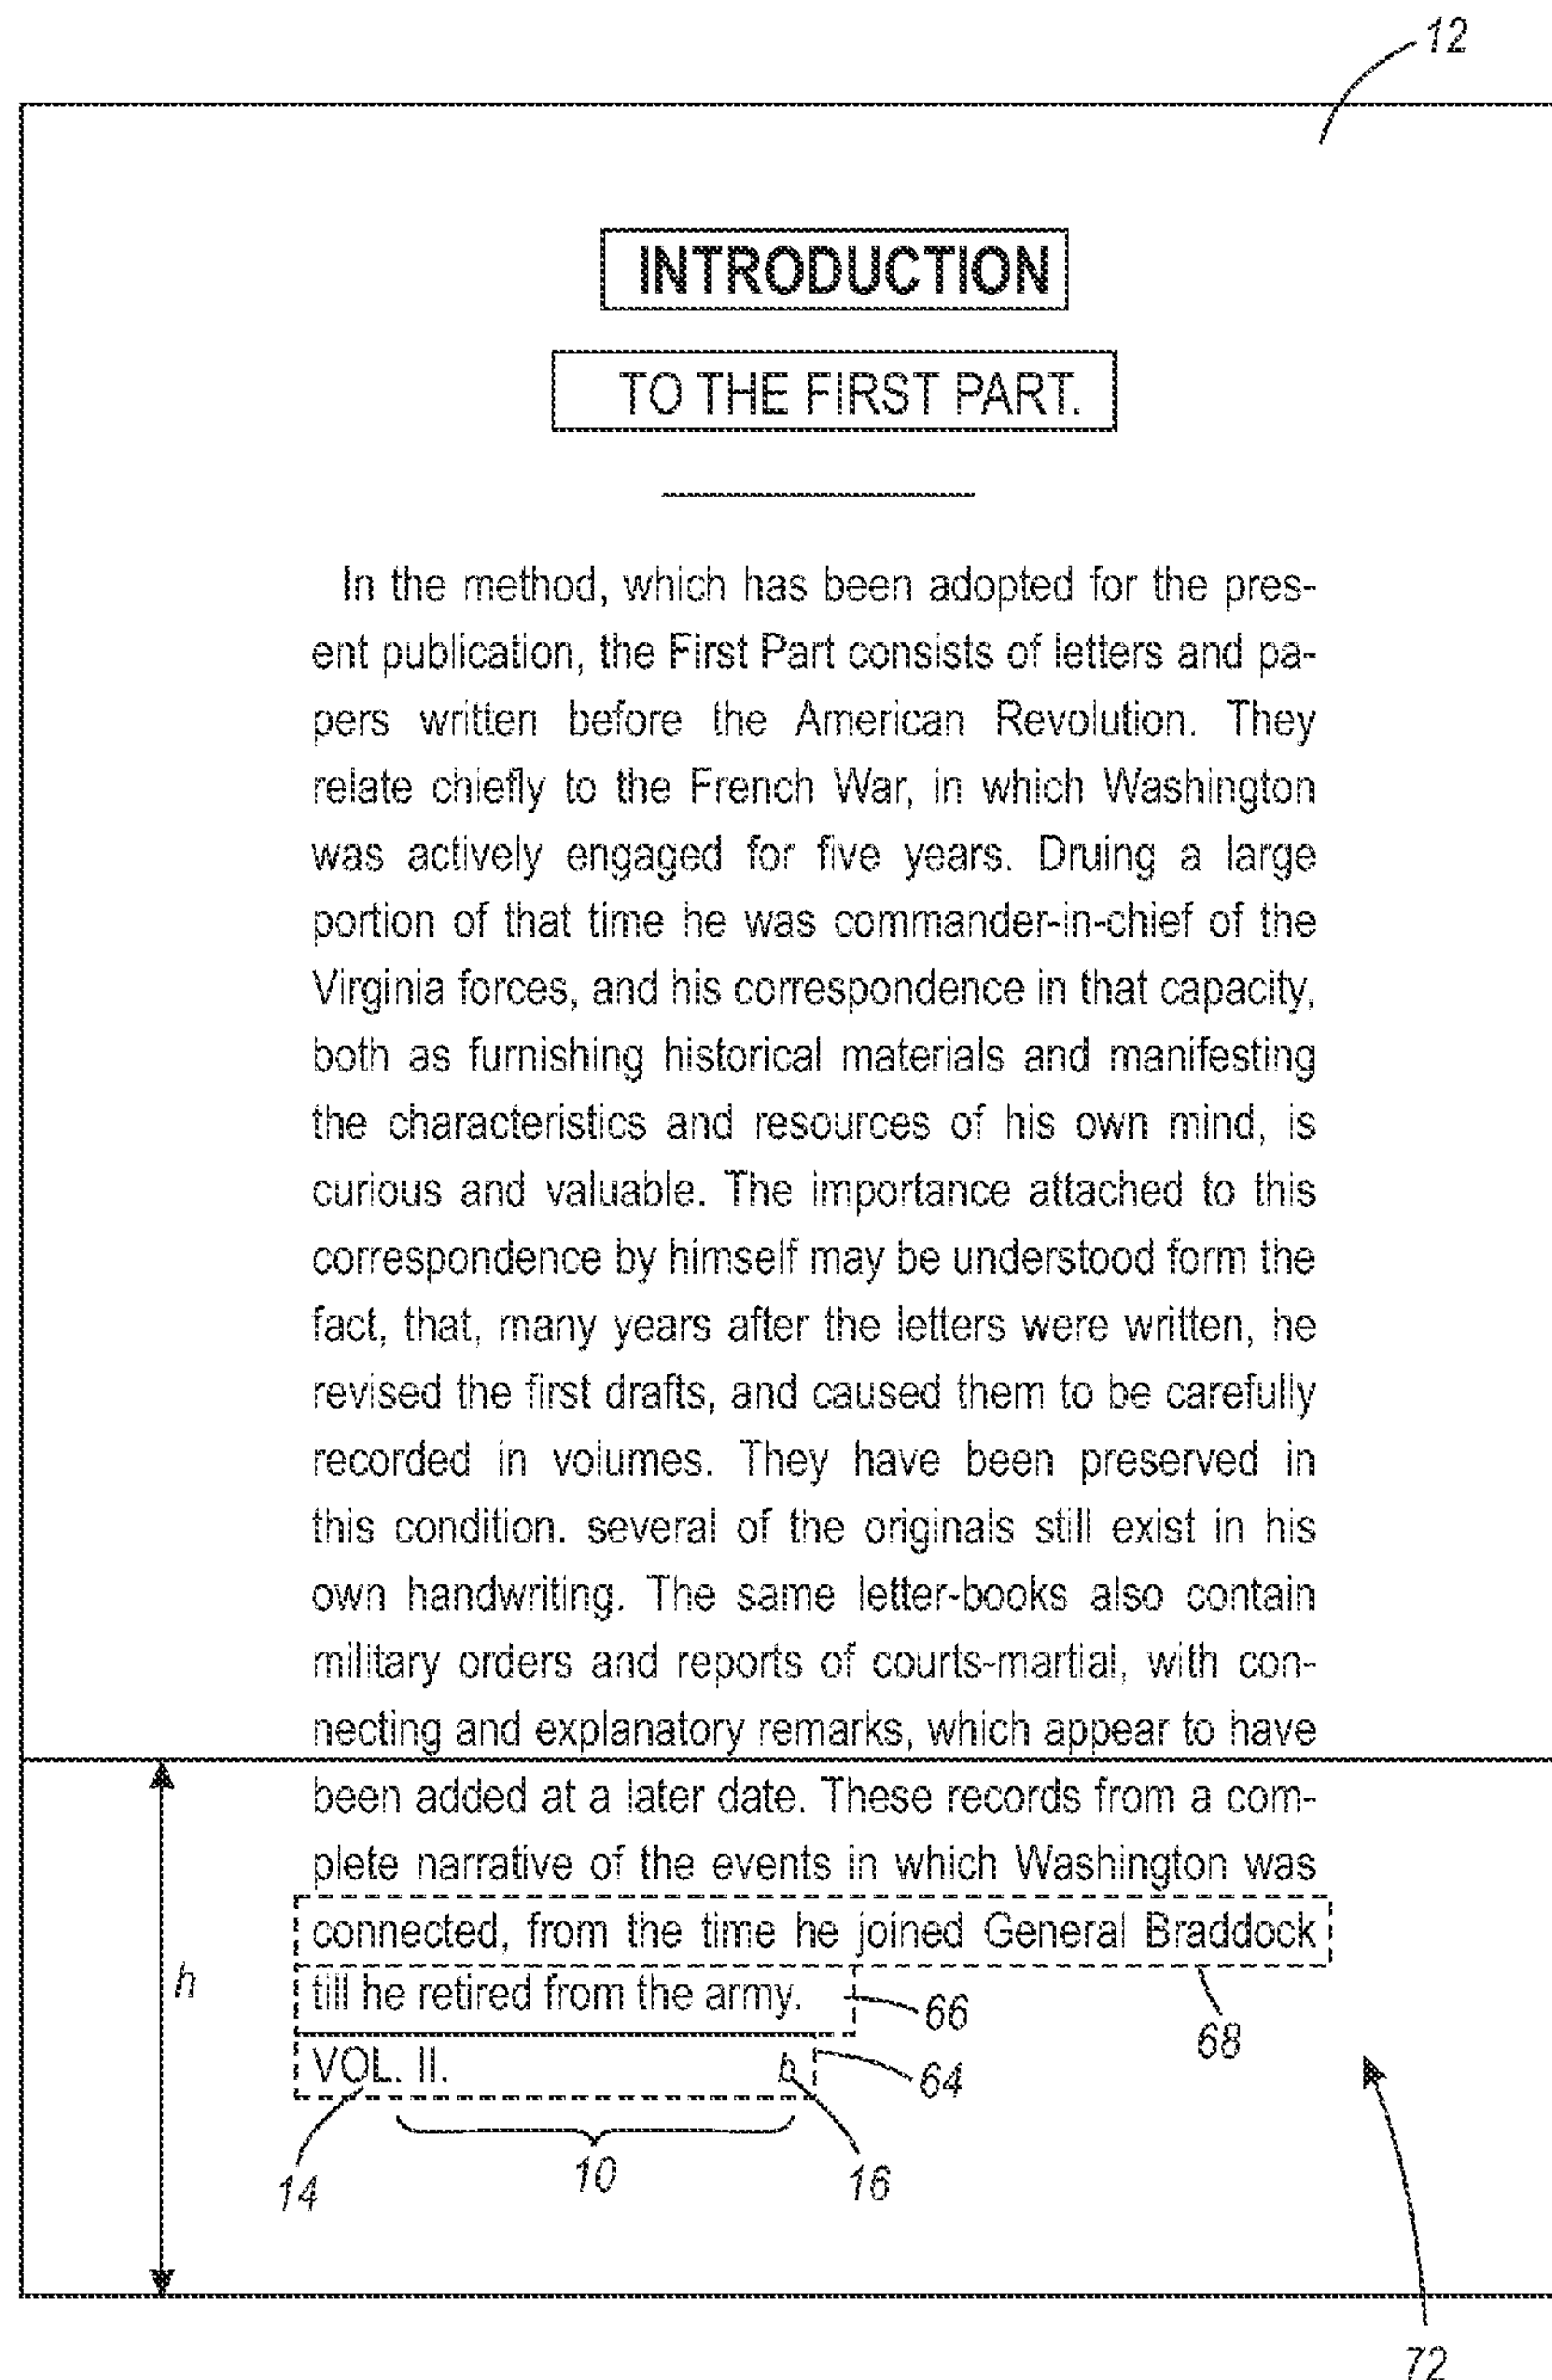 12
INTRODUCTION
TO THE FIRST PART.
In the method, which has been adopted for the pres-
ent publication, the First Part consists of letters and pa-
pers written before the American Revolution. They
relate chiefly to the French War, in which Washington
was actively engaged for five years. Druing a large
portion of that time he was commander-in-chief of the
Virginia forces, and his correspondence in that capacity,
both as furnishing historical materials and manifesting
the characteristics and resources of his own mind, is
curious and valuable. The importance attached to this
correspondence by himself may be understood form the
fact, that, many years after the letters were written, he
revised the first drafts, and caused them to be carefully
recorded in volumes. They have been preserved in
this condition. several of the originals still exist in his
own handwriting. The same letter-books also contain
military orders and reports of courts-martial, with con-
necting and explanatory remarks, which appear to have
been added at a later date. These records from a com-
plete narrative of the events in which Washington was
connected, from the time he joined General Braddock
h
till he retired from the army.
66
68
VOL. II. b
64
14
10
16
72